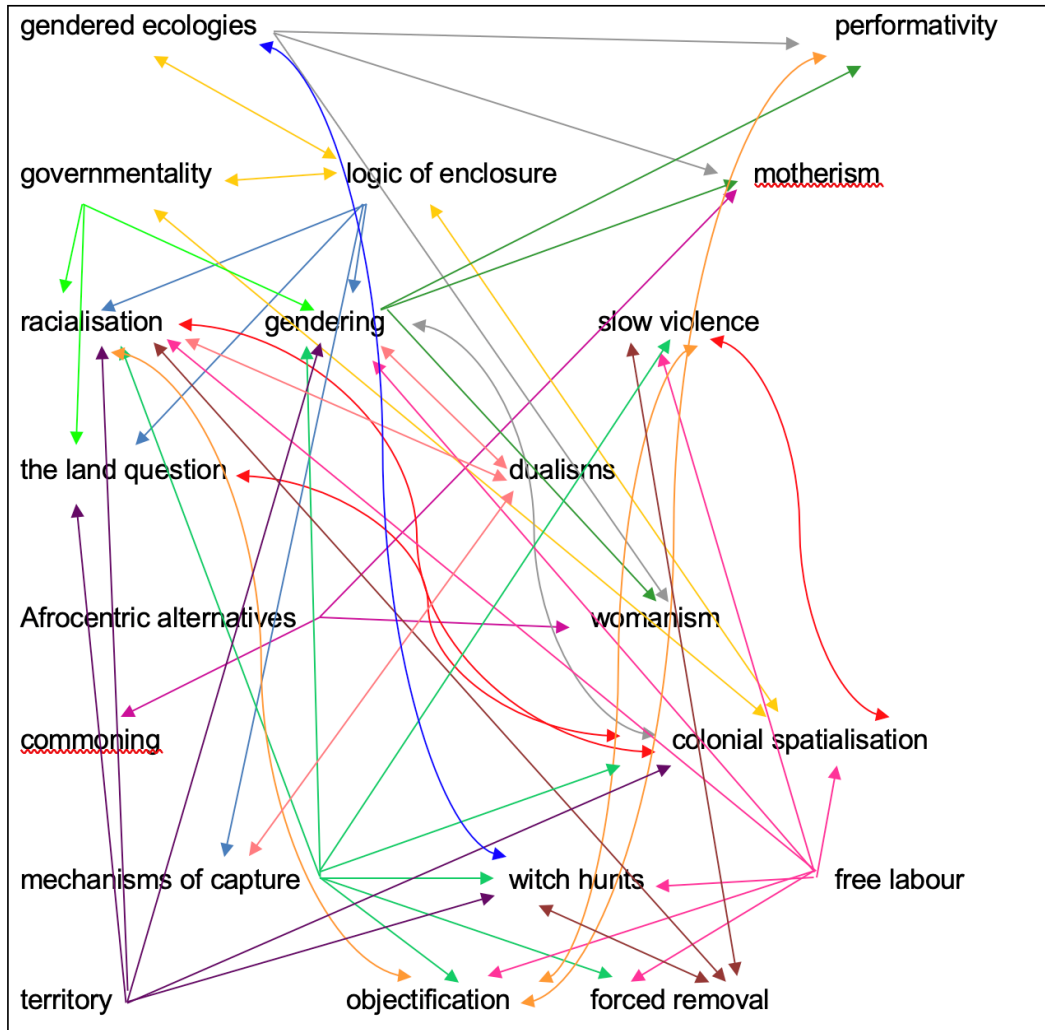 gendered ecologies performativity
governmentality logic of enclosure motherism
racialisation gendering slow violence
the land question dualisms
Afrocentric alternatives womanism
commoning colonial spatialisation
mechanisms of capture witch hunts free labour
territory objectification forced removal